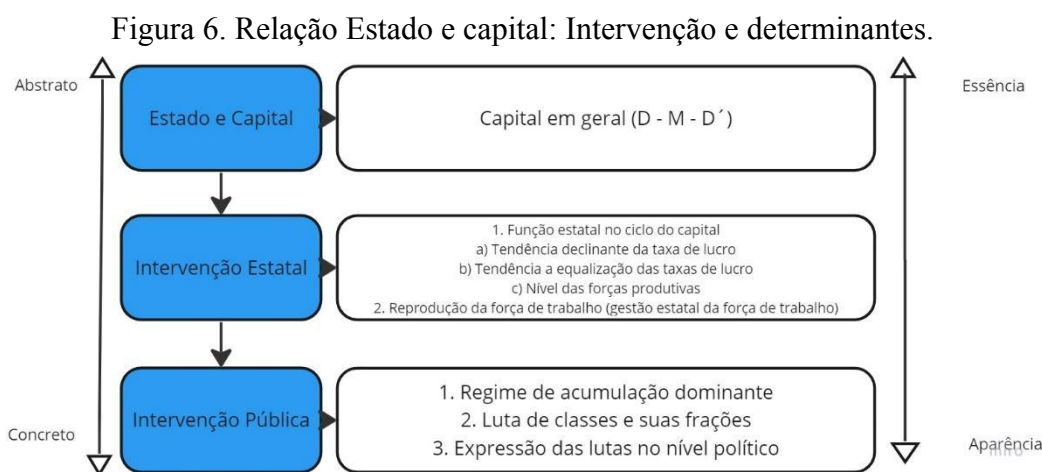 Figura 6. Relação Estado e capital: Intervenção e determinantes.
Abstrato
Essência
Estado e Capital
Capital em geral (D - M - D´)
Intervenção Estatal
1. Função estatal no ciclo do capital
a) Tendência declinante da taxa de lucro
b) Tendência a equalização das taxas de lucro
c) Nível das forças produtivas
2. Reprodução da força de trabalho (gestão estatal da força de trabalho)
Intervenção Pública
1. Regime de acumulação dominante
2. Luta de classes e suas frações
3. Expressão das lutas no nível político
Concreto
Aparência
miro